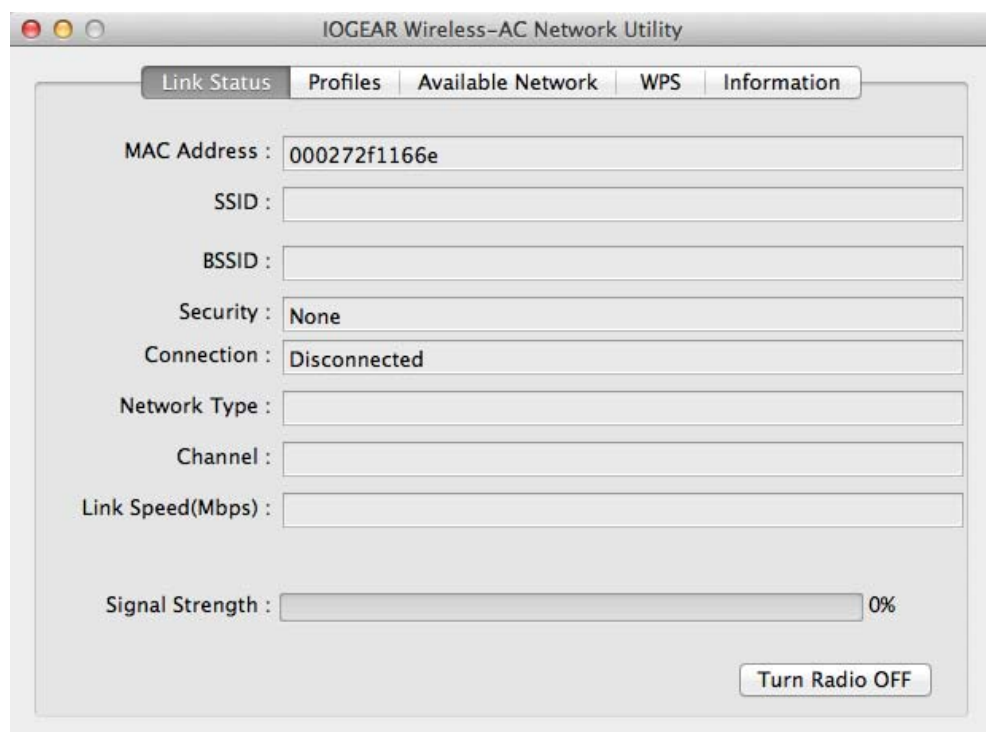 IOGEAR Wireless-AC Network Utility
Link Status Profiles Available Network WPS Information
MAC Address : 000272f1166e
SSID :
BSSID :
Security : None
Connection : Disconnected
Network Type :
Channel :
Link Speed(Mbps) :
Signal Strength : 0%
Turn Radio OFF